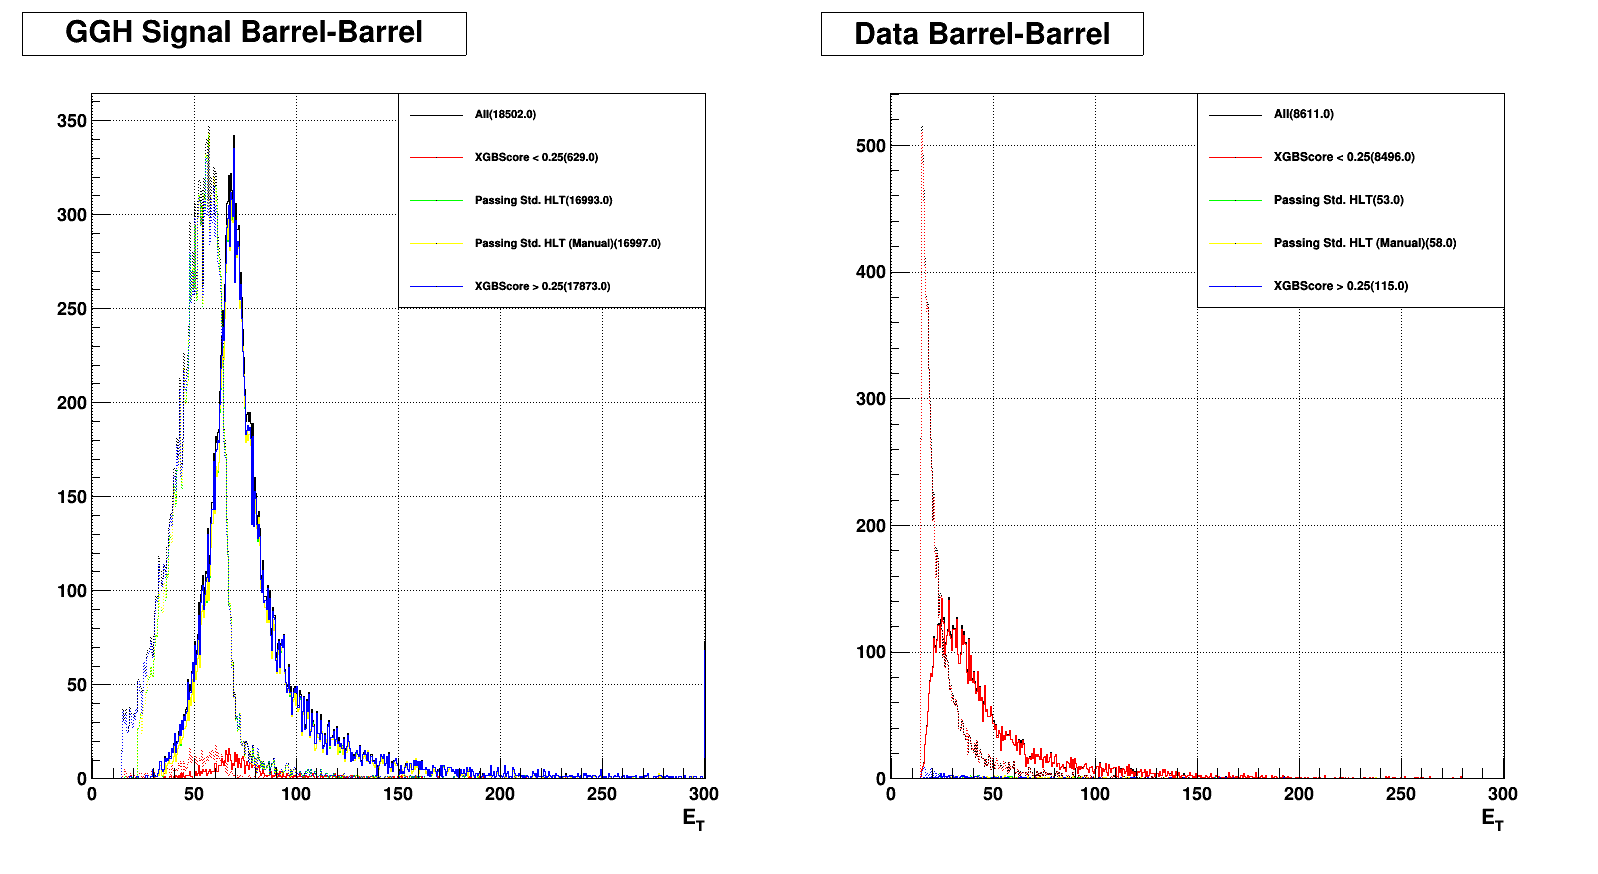 GGH Signal Barrel-Barrel
350
300
250
200
150
100
50
0
0 50 100 150 200 250 300
E_T
All(18502.0)
XGBScore < 0.25(629.0)
Passing Std. HLT(16993.0)
Passing Std. HLT (Manual)(16997.0)
XGBScore > 0.25(17873.0)
Data Barrel-Barrel
500
400
300
200
100
0
0 50 100 150 200 250 300
E_T
All(8611.0)
XGBScore < 0.25(8496.0)
Passing Std. HLT(53.0)
Passing Std. HLT (Manual)(58.0)
XGBScore > 0.25(115.0)